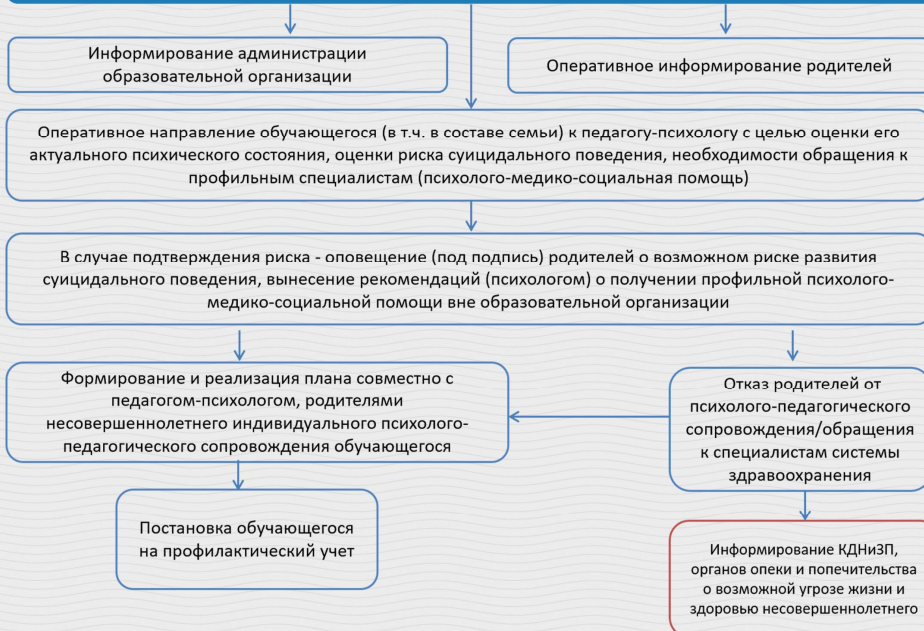 Информирование администрации
образовательной организации
Оперативное информирование родителей
Оперативное направление обучающегося (в т.ч. в составе семьи) к педагогу-психологу с целью оценки его
актуального психического состояния, оценки риска суицидального поведения, необходимости обращения к
профильным специалистам (психолого-медико-социальная помощь)
В случае подтверждения риска - оповещение (под подпись) родителей о возможном риске развития
суицидального поведения, вынесение рекомендаций (психологом) о получении профильной психолого-
медико-социальной помощи вне образовательной организации
Формирование и реализация плана совместно с
педагогом-психологом, родителями
несовершеннолетнего индивидуального психолого-
педагогического сопровождения обучающегося
Отказ родителей от
психолого-педагогического
сопровождения/обращения
к специалистам системы
здравоохранения
Постановка обучающегося
на профилактический учет
Информирование КДНиЗП,
органов опеки и попечительства
о возможной угрозе жизни и
здоровью несовершеннолетнего